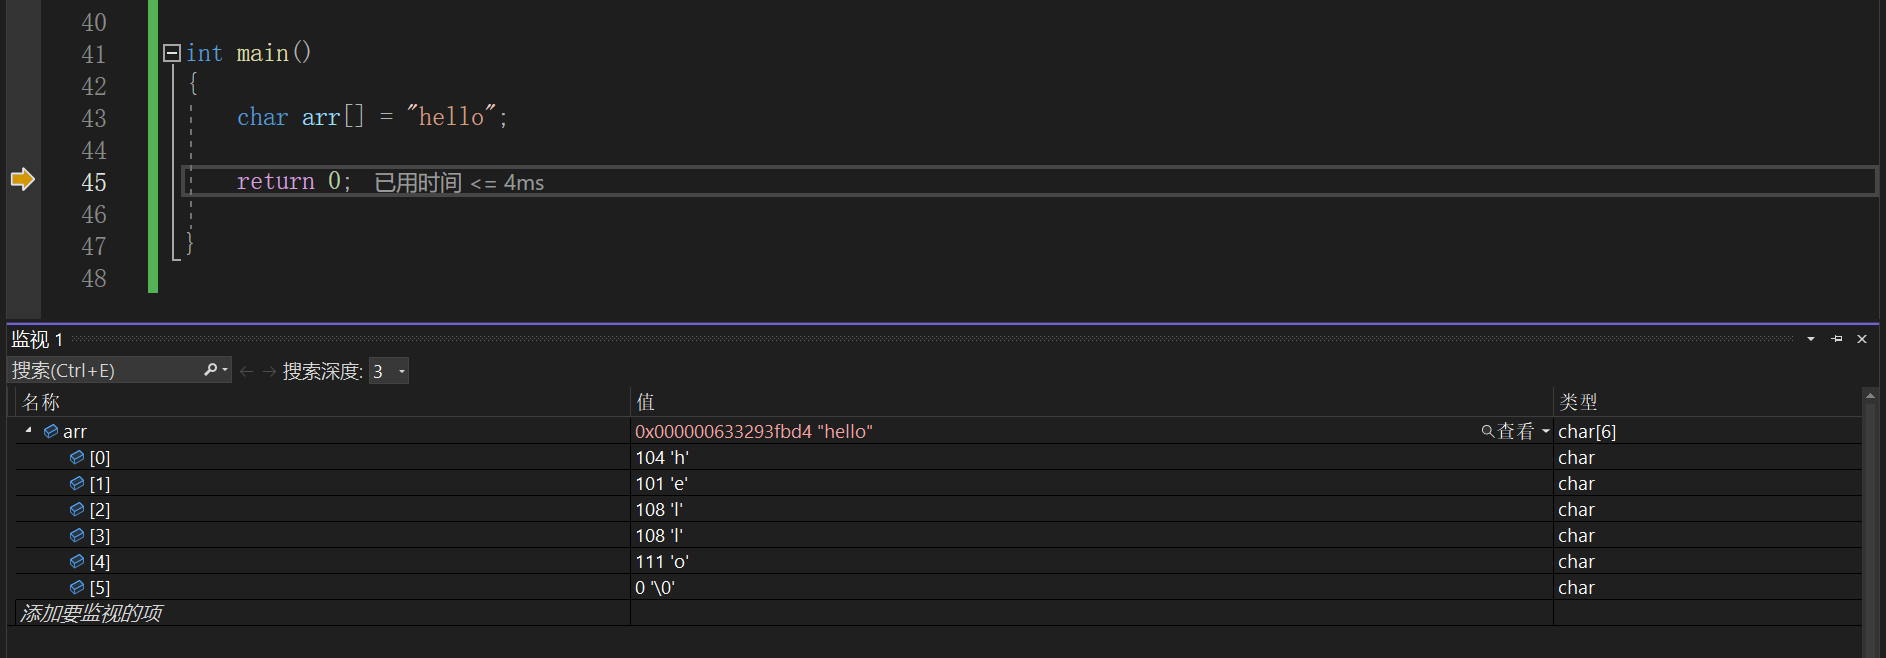 40
41 int main()
42 {
43 char arr[] = "hello";
44
45 return 0; 已用时间 <= 4ms
46
47 }
48
监视 1
搜索(Ctrl+E) 搜索深度: 3
名称 值 类型
arr 0x000000633293fbd4 "hello" 查看 char[6]
[0] 104 'h' char
[1] 101 'e' char
[2] 108 'l' char
[3] 108 'l' char
[4] 111 'o' char
[5] 0 '\0' char
添加要监视的项